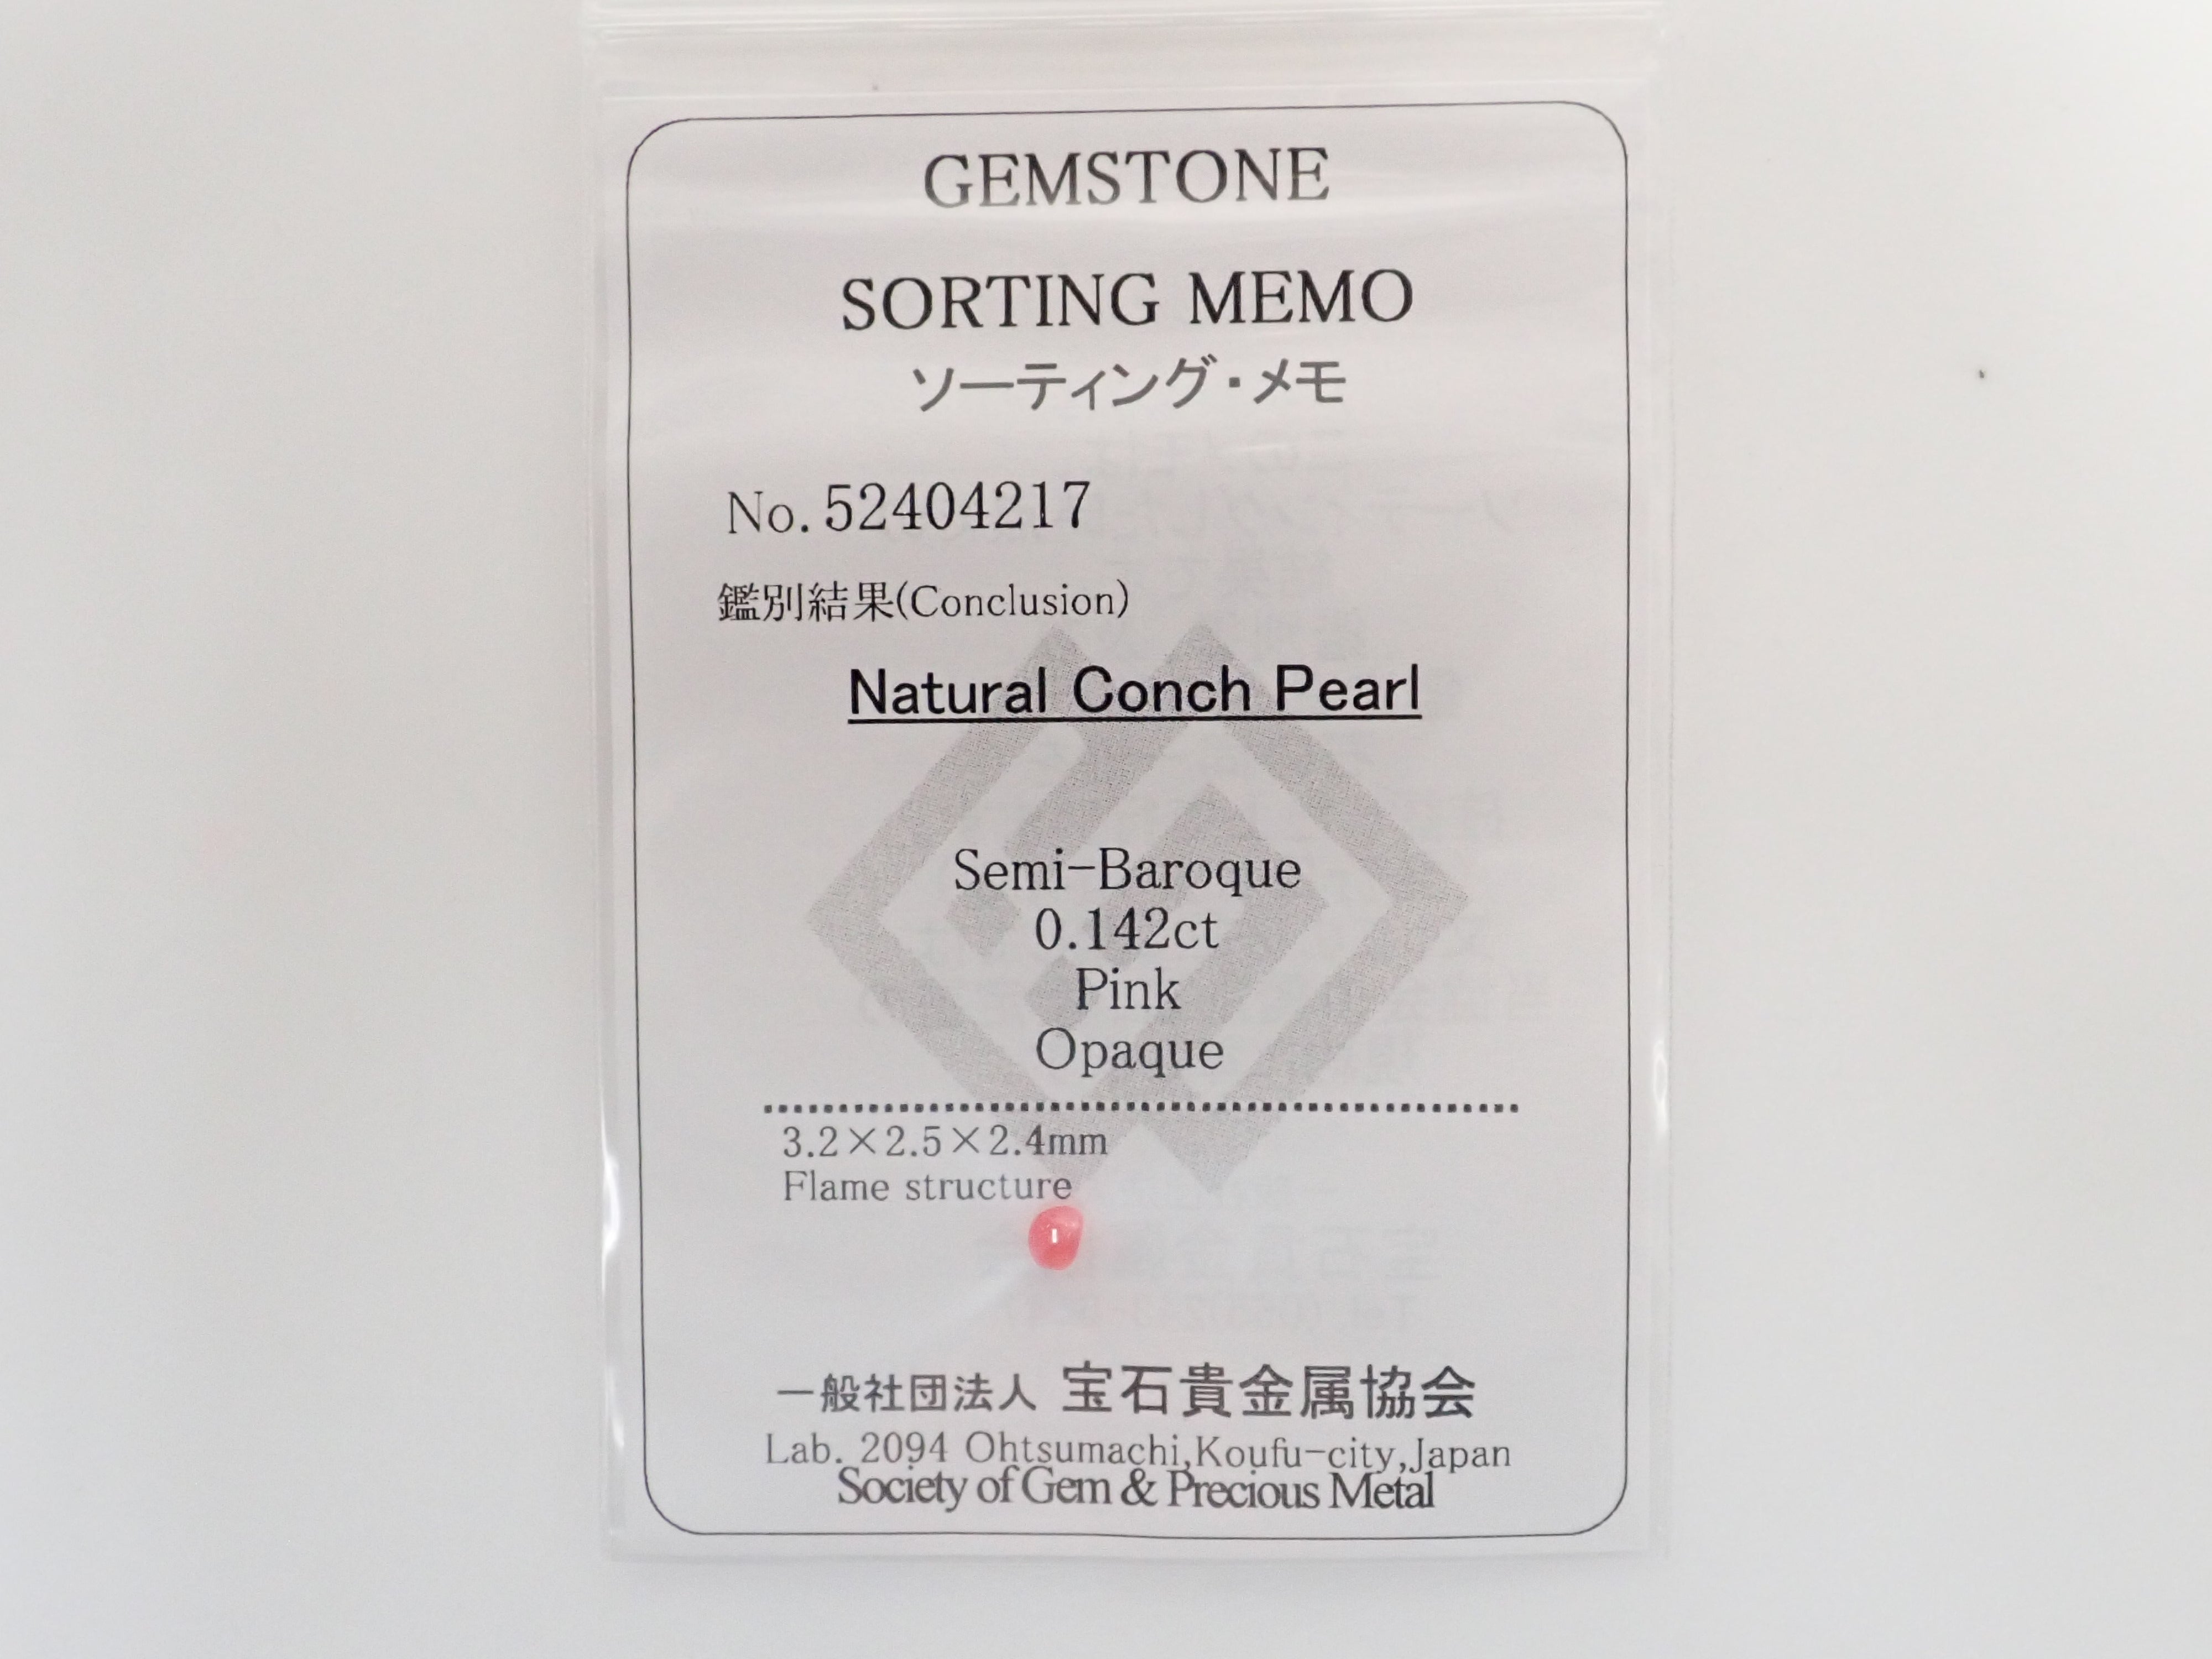 GEMSTONE
SORTING MEMO
ソーティング・メモ
No. 52404217
鑑別結果(Conclusion)
Natural Conch Pearl
Semi-Baroque
0.142ct
Pink
Opaque
3.2×2.5×2.4mm
Flame structure
一般社団法人 宝石貴金属協会
Lab. 2094 Ohtsumachi,Koufu-city,Japan
Society of Gem & Precious Metal